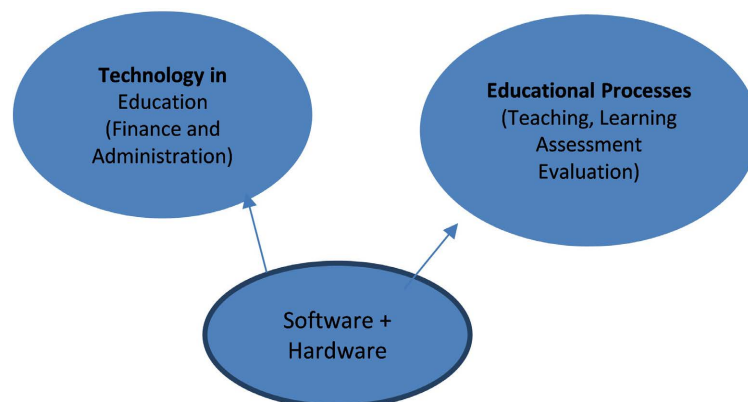 Technology in
Education
(Finance and
Administration)
Educational Processes
(Teaching, Learning
Assessment
Evaluation)
Software +
Hardware